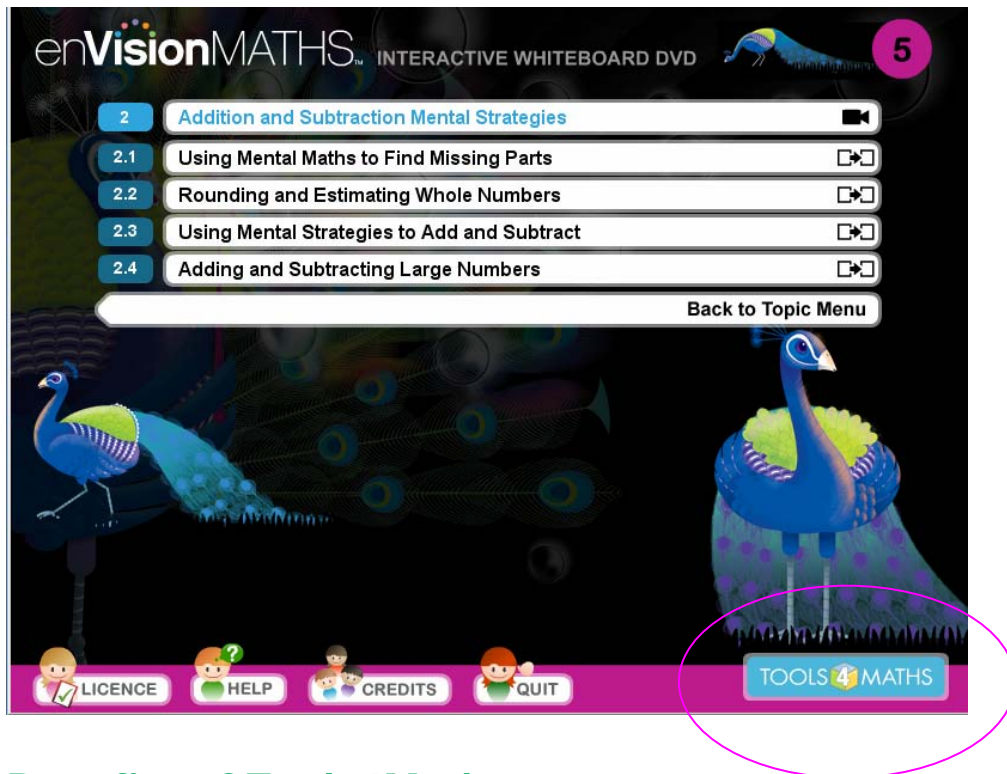 enVisionMATHS™ INTERACTIVE WHITEBOARD DVD 5
2 Addition and Subtraction Mental Strategies
2.1 Using Mental Maths to Find Missing Parts
2.2 Rounding and Estimating Whole Numbers
2.3 Using Mental Strategies to Add and Subtract
2.4 Adding and Subtracting Large Numbers
Back to Topic Menu
LICENCE ? HELP CREDITS QUIT TOOLS 4 MATHS